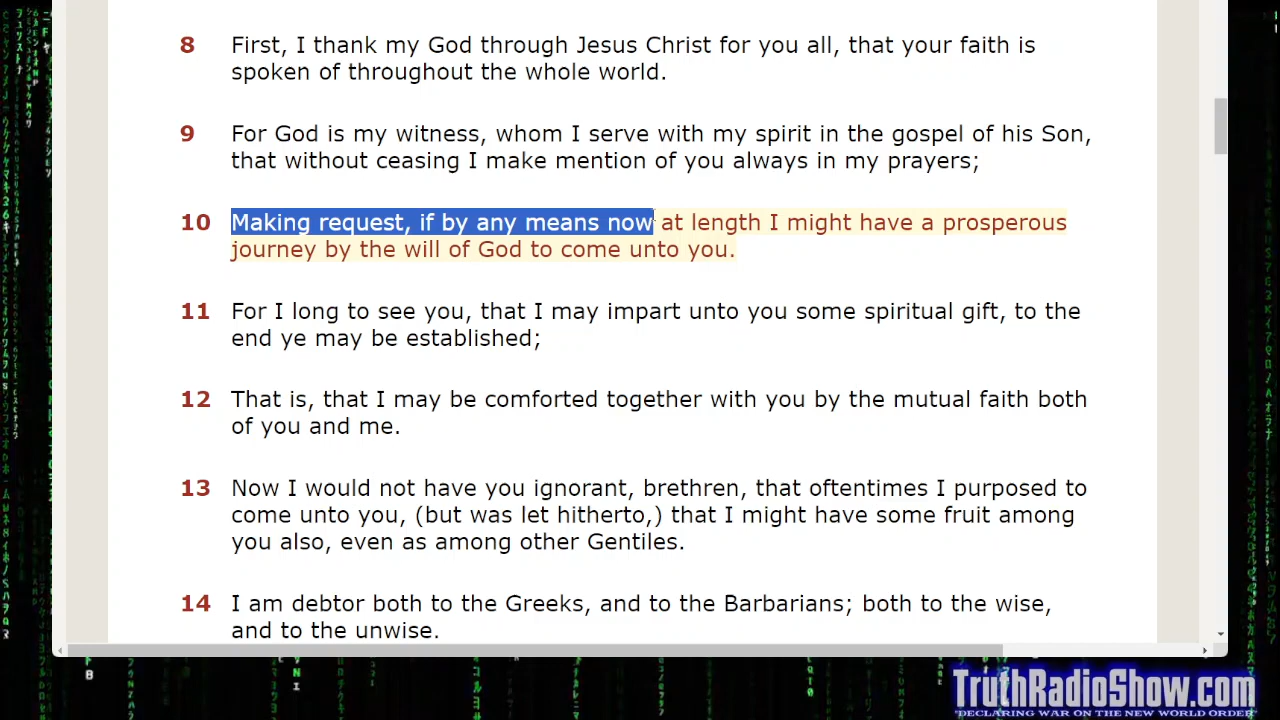 8 First, I thank my God through Jesus Christ for you all, that your faith is
spoken of throughout the whole world.
9 For God is my witness, whom I serve with my spirit in the gospel of his Son,
that without ceasing I make mention of you always in my prayers;
10 Making request, if by any means now at length I might have a prosperous
journey by the will of God to come unto you.
11 For I long to see you, that I may impart unto you some spiritual gift, to the
end ye may be established;
12 That is, that I may be comforted together with you by the mutual faith both
of you and me.
13 Now I would not have you ignorant, brethren, that oftentimes I purposed to
come unto you, (but was let hitherto,) that I might have some fruit among
you also, even as among other Gentiles.
14 I am debtor both to the Greeks, and to the Barbarians; both to the wise,
and to the unwise.
TruthRadioShow.com
"DECLARING WAR ON THE NEW WORLD ORDER"